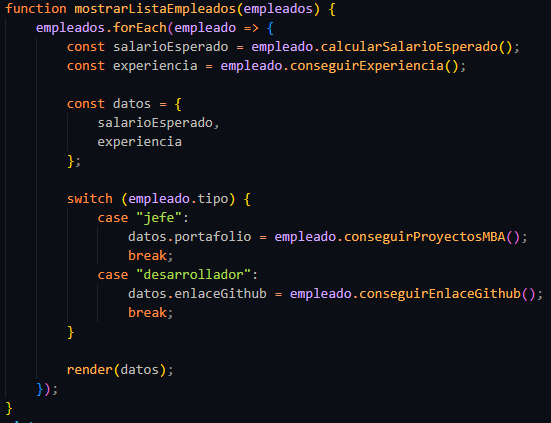 function mostrarListaEmpleados(empleados) {
    empleados.forEach(empleado => {
        const salarioEsperado = empleado.calcularSalarioEsperado();
        const experiencia = empleado.conseguirExperiencia();

        const datos = {
            salarioEsperado,
            experiencia
        };

        switch (empleado.tipo) {
            case "jefe":
                datos.portafolio = empleado.conseguirProyectosMBA();
                break;
            case "desarrollador":
                datos.enlaceGithub = empleado.conseguirEnlaceGithub();
                break;
        }

        render(datos);
    });
}